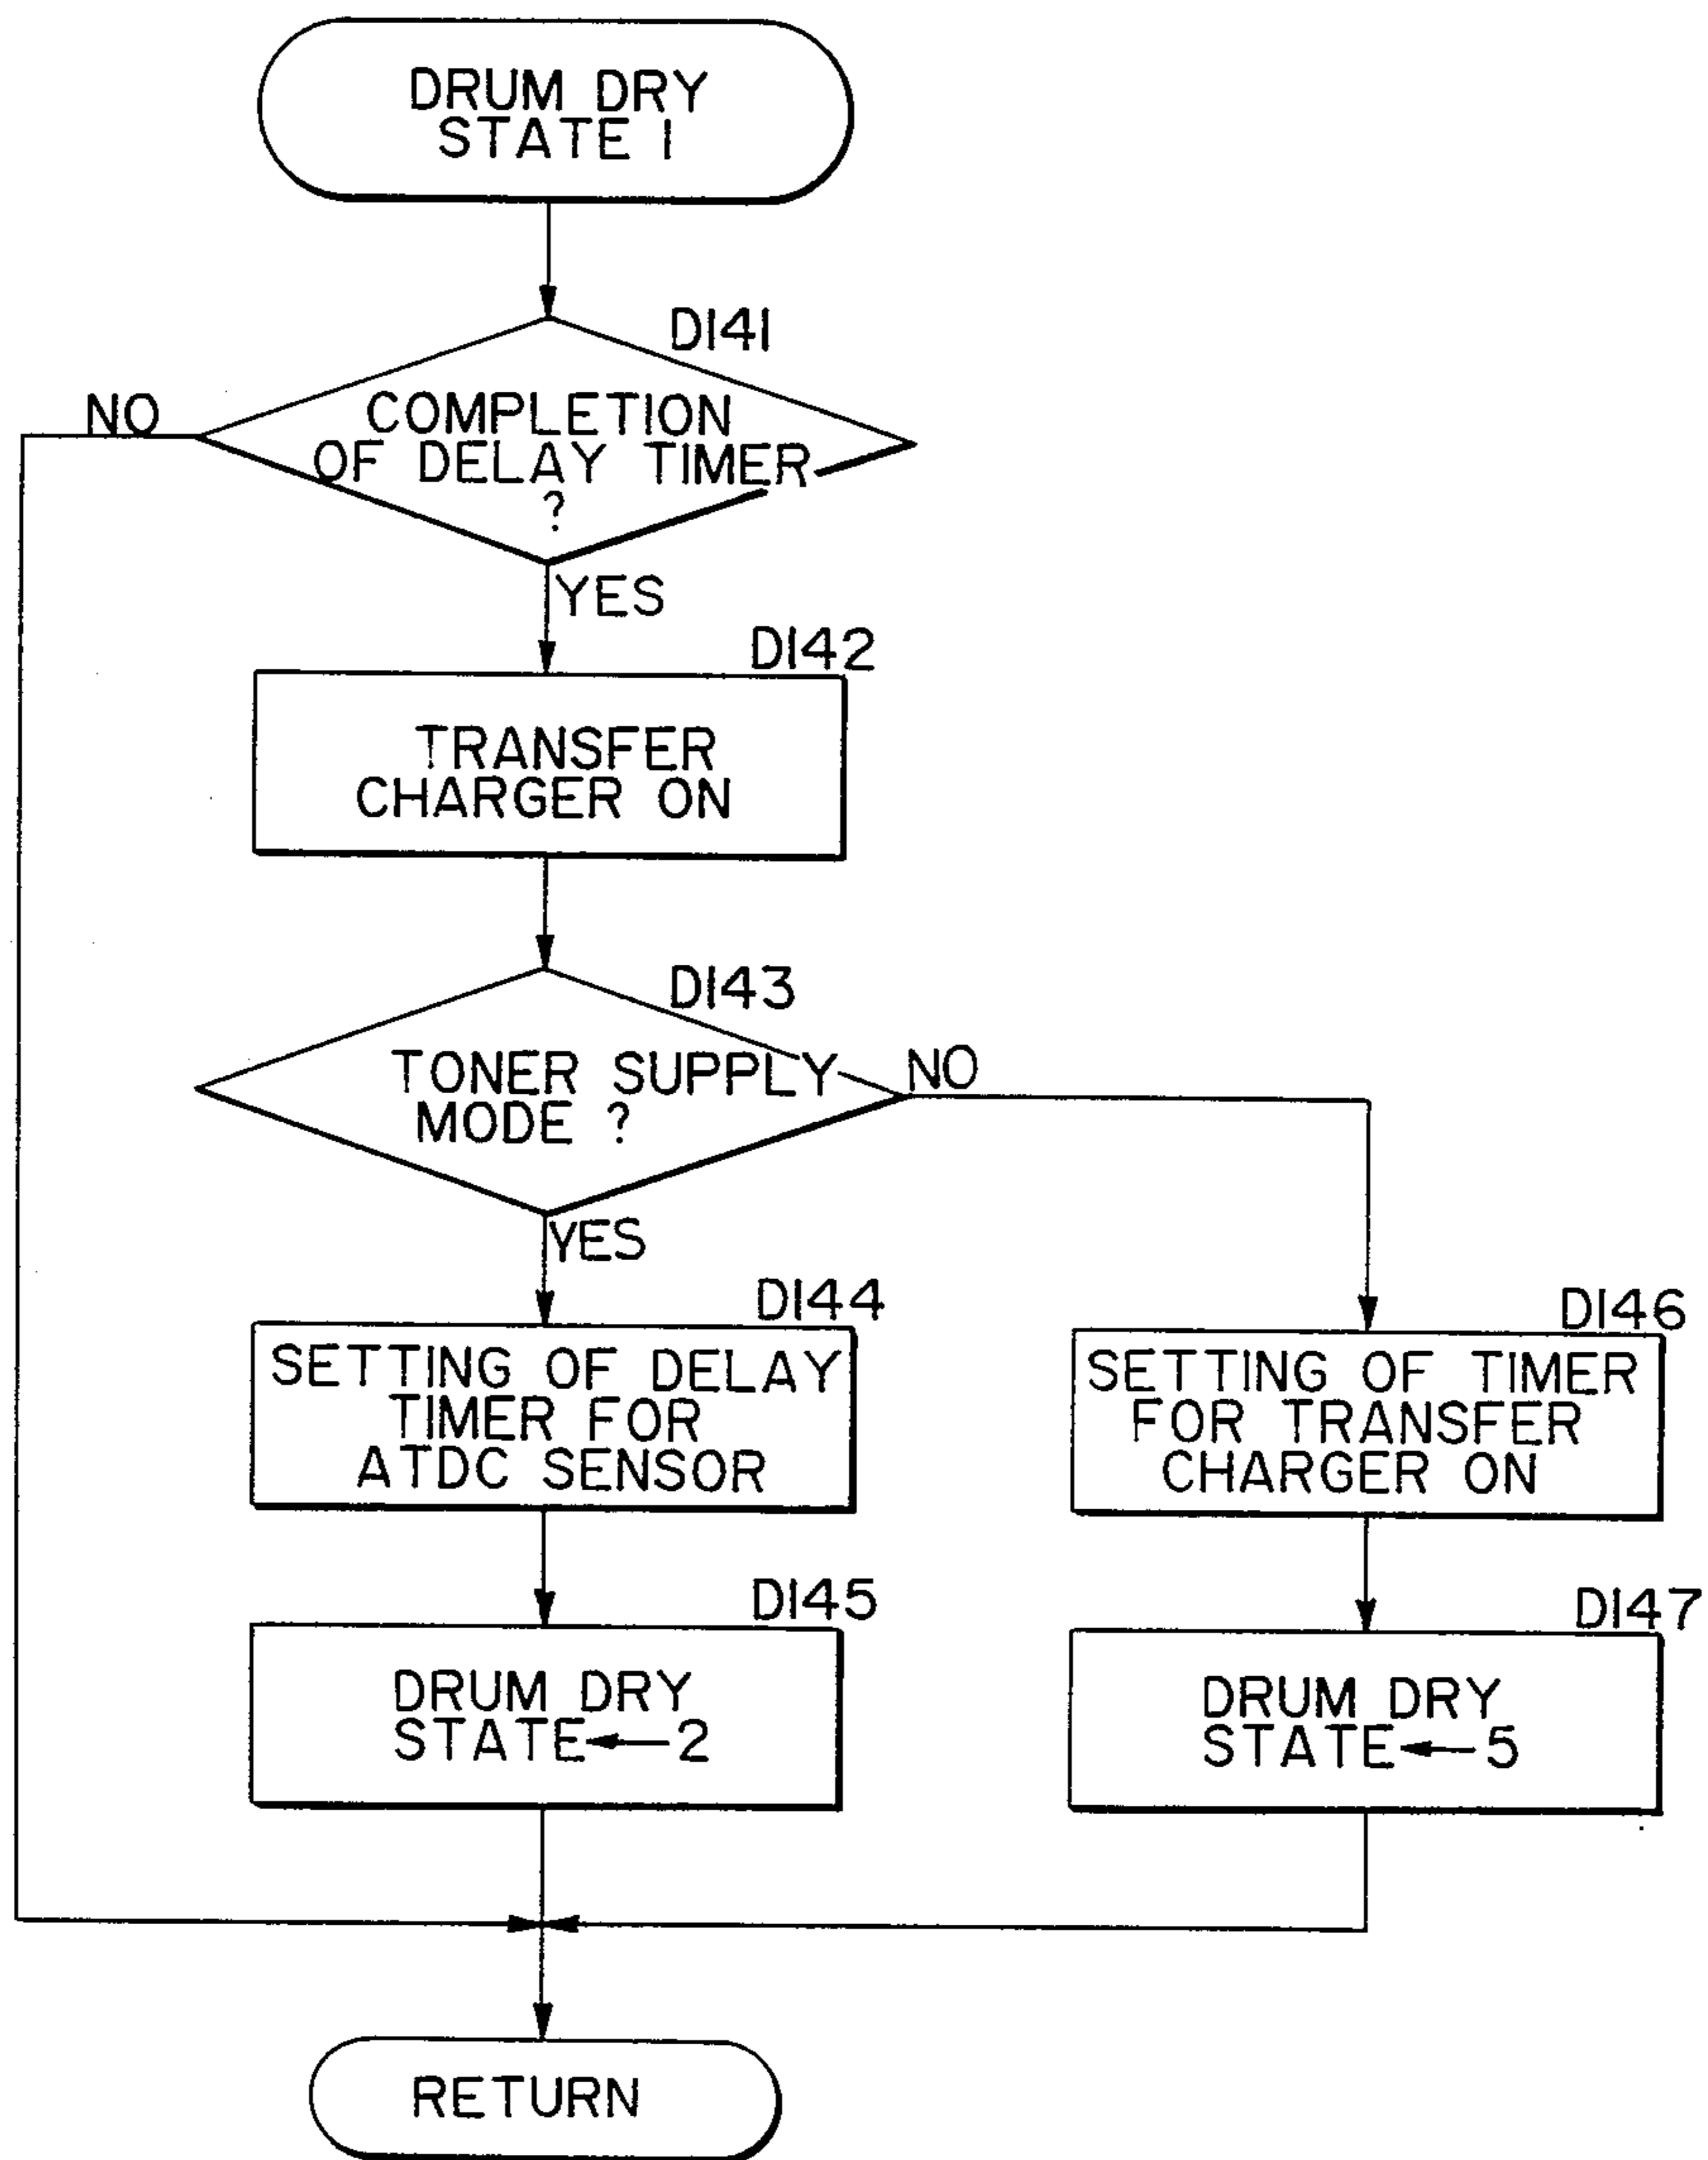 DRUM DRY
STATE 1
D141
NO
COMPLETION
OF DELAY TIMER
?
YES
D142
TRANSFER
CHARGER ON
D143
TONER SUPPLY
MODE ?
NO
YES
D144
SETTING OF DELAY
TIMER FOR
ATDC SENSOR
D146
SETTING OF TIMER
FOR TRANSFER
CHARGER ON
D145
DRUM DRY
STATE←2
D147
DRUM DRY
STATE←5
RETURN